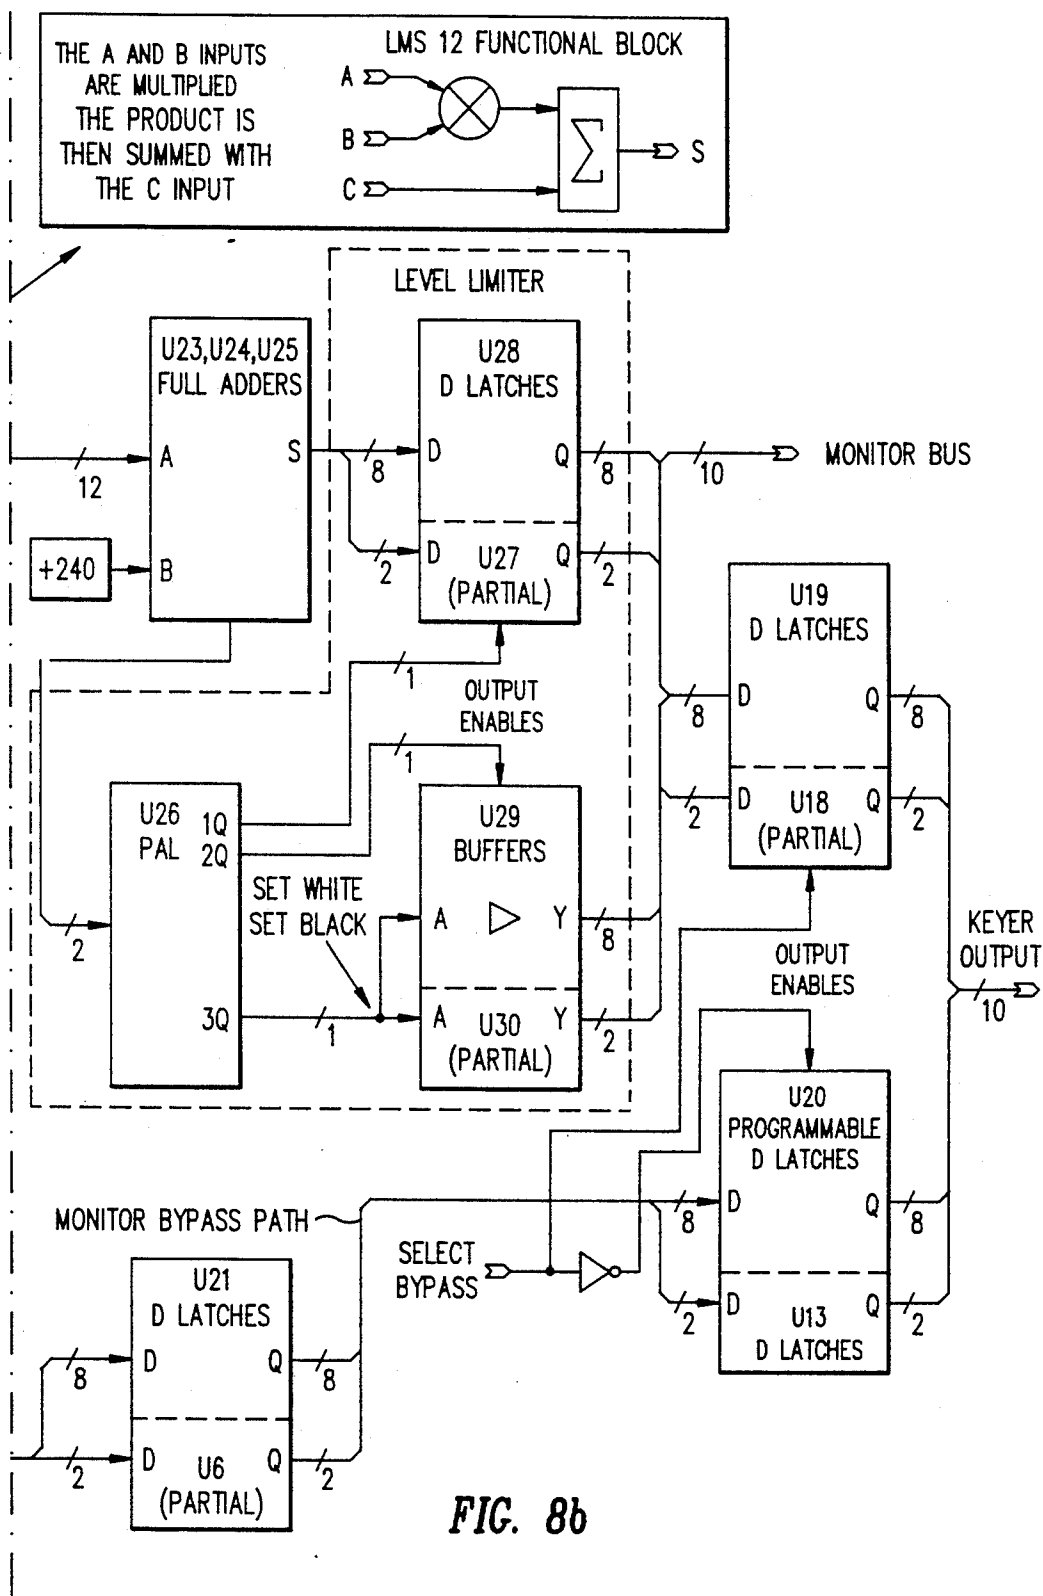 THE A AND B INPUTS
ARE MULTIPLIED
THE PRODUCT IS
THEN SUMMED WITH
THE C INPUT
LMS 12 FUNCTIONAL BLOCK
A
B
C
Σ
S
LEVEL LIMITER
U23,U24,U25
FULL ADDERS
A
S
12
+240
B
U28
D LATCHES
8
D
Q
8
10
MONITOR BUS
2
D
U27
(PARTIAL)
Q
2
1
OUTPUT
ENABLES
1
U19
D LATCHES
8
D
Q
8
2
D
U18
(PARTIAL)
Q
2
U26
PAL
1Q
2Q
3Q
2
SET WHITE
SET BLACK
1
U29
BUFFERS
A
Y
8
A
U30
(PARTIAL)
Y
2
OUTPUT
ENABLES
KEYER
OUTPUT
10
U20
PROGRAMMABLE
D LATCHES
8
D
Q
8
2
D
U13
D LATCHES
Q
2
MONITOR BYPASS PATH
SELECT
BYPASS
U21
D LATCHES
8
D
Q
8
2
D
U6
(PARTIAL)
Q
2
FIG. 8b